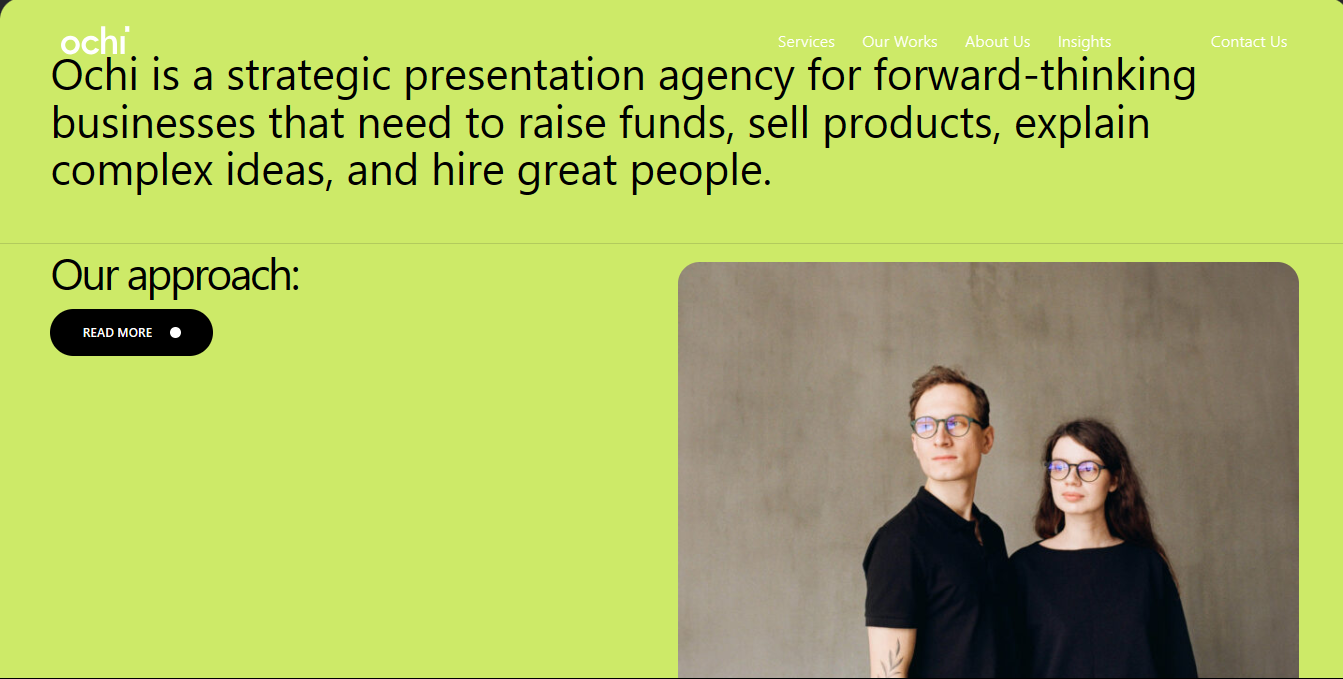 ochi
Services Our Works About Us Insights Contact Us
Ochi is a strategic presentation agency for forward-thinking
businesses that need to raise funds, sell products, explain
complex ideas, and hire great people.
Our approach:
READ MORE